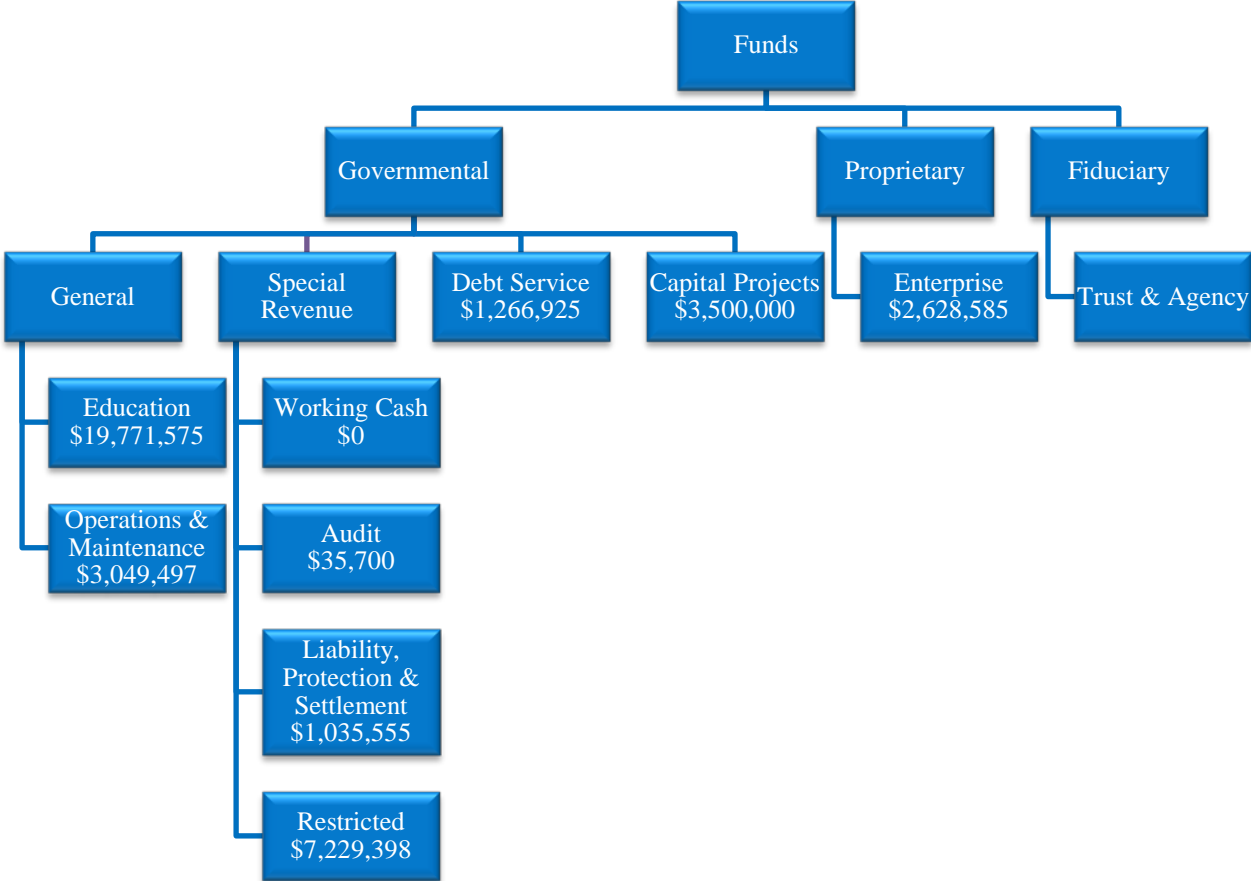 Funds
Governmental
Proprietary
Fiduciary
General
Special
Revenue
Debt Service
$1,266,925
Capital Projects
$3,500,000
Enterprise
$2,628,585
Trust & Agency
Education
$19,771,575
Operations &
Maintenance
$3,049,497
Working Cash
$0
Audit
$35,700
Liability,
Protection &
Settlement
$1,035,555
Restricted
$7,229,398